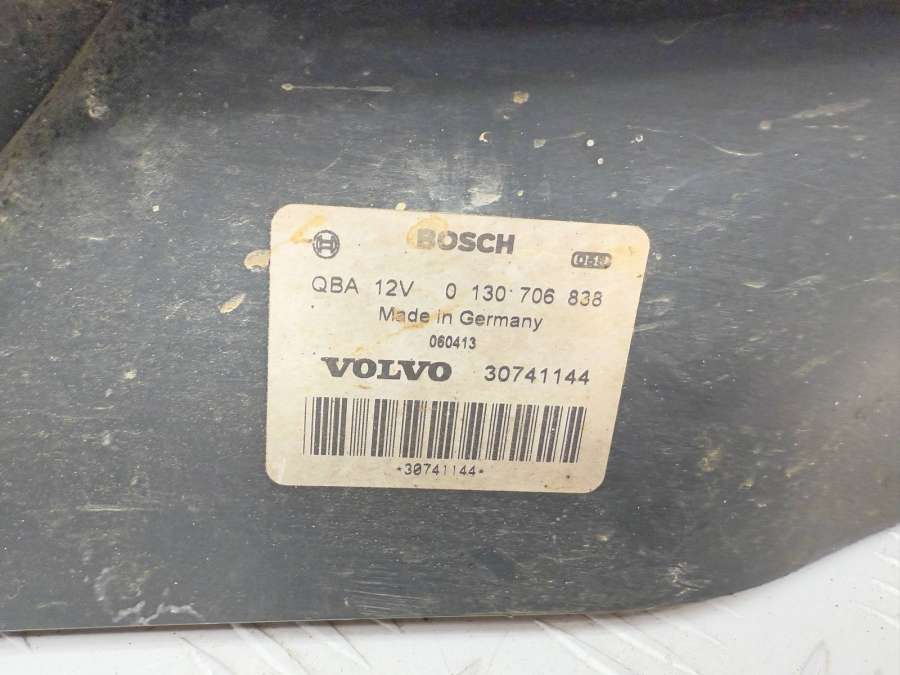 BOSCH
QBA 12V 0 130 706 838
Made in Germany
060413
VOLVO 30741144
*30741144*